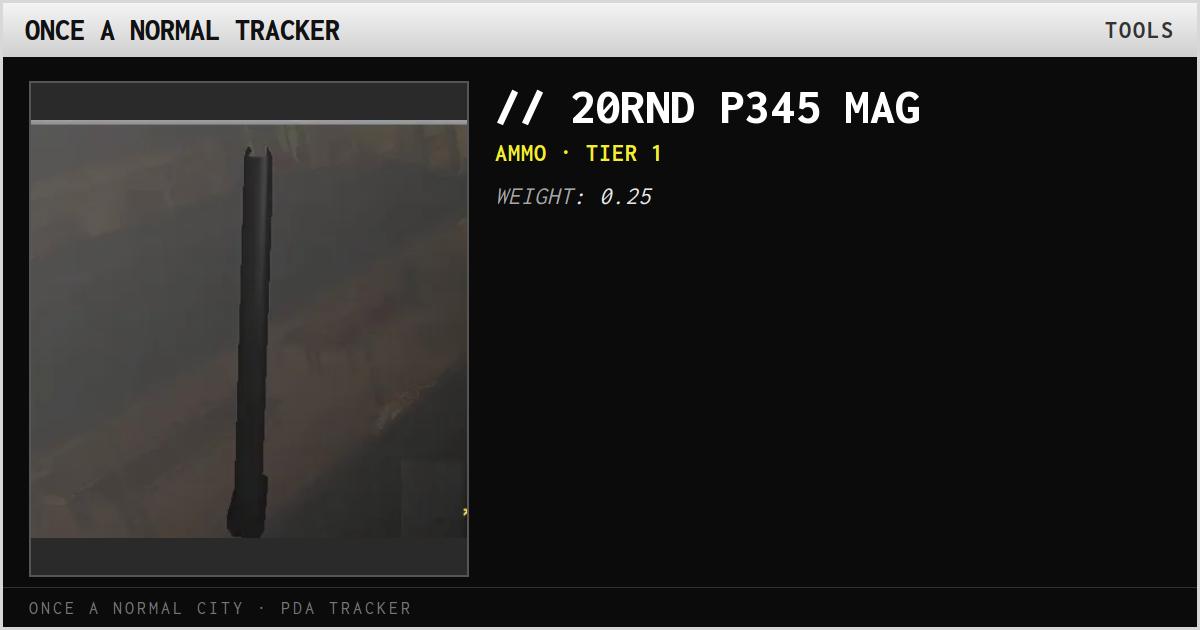 ONCE A NORMAL TRACKER
TOOLS
// 20RND P345 MAG
AMMO · TIER 1
WEIGHT: 0.25
ONCE A NORMAL CITY · PDA TRACKER